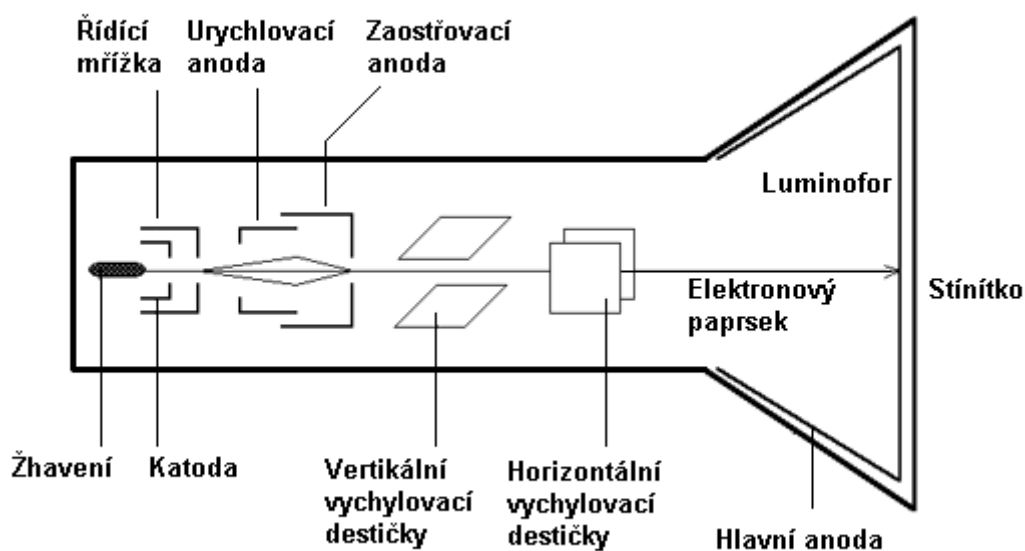 Řídící
mřížka
Urychlovací
anoda
Zaostřovací
anoda
Luminofor
Elektronový
paprsek
Stínítko
Žhavení
Katoda
Vertikální
vychylovací
destičky
Horizontální
vychylovací
destičky
Hlavní anoda